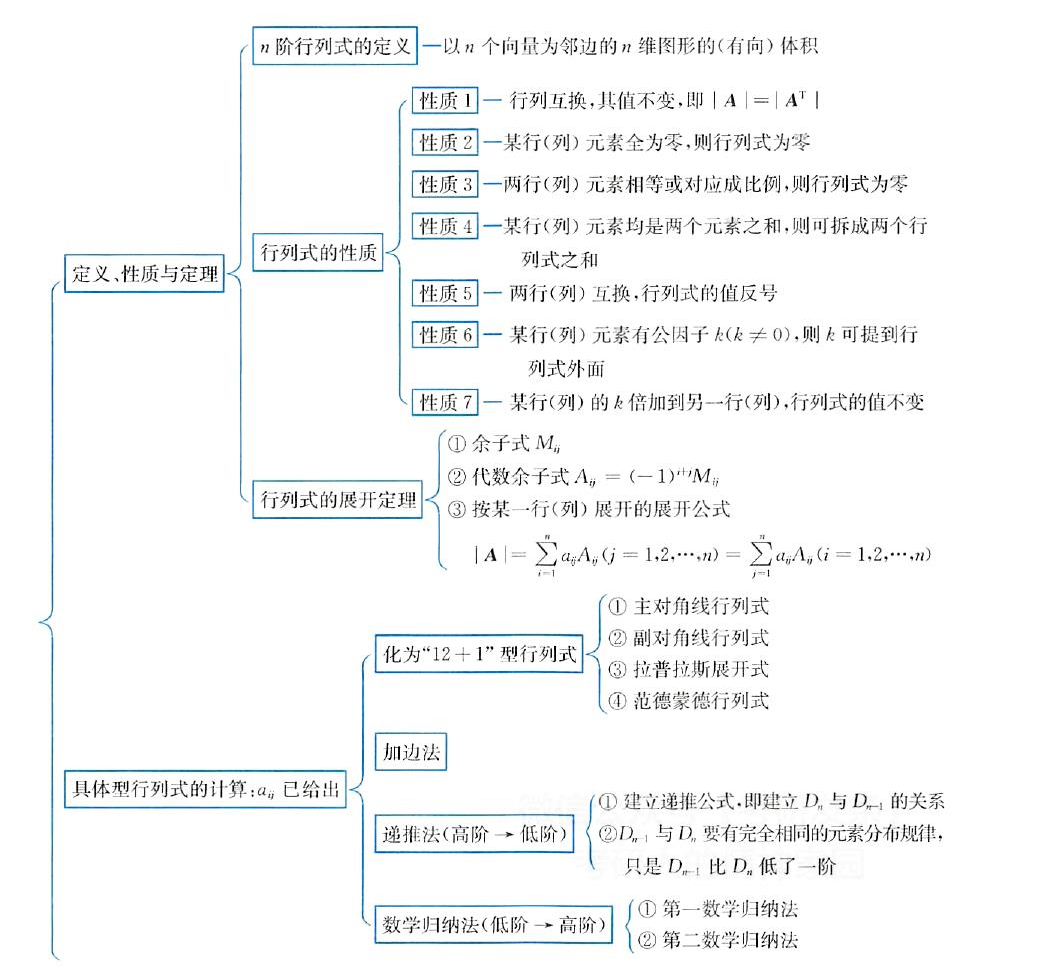 n 阶行列式的定义 — 以 n 个向量为邻边的 n 维图形的(有向) 体积
性质 1 — 行列互换,其值不变,即 | A | = | Aᵀ |
性质 2 — 某行(列) 元素全为零,则行列式为零
性质 3 — 两行(列) 元素相等或对应成比例,则行列式为零
性质 4 — 某行(列) 元素均是两个元素之和,则可拆成两个行
列式之和
行列式的性质
定义、性质与定理
性质 5 — 两行(列) 互换,行列式的值反号
性质 6 — 某行(列) 元素有公因子 k(k ≠ 0),则 k 可提到行
列式外面
性质 7 — 某行(列) 的 k 倍加到另一行(列),行列式的值不变
行列式的展开定理
① 余子式 M_{ij}
② 代数余子式 A_{ij} = (−1)^{i+j}M_{ij}
③ 按某一行(列) 展开的展开公式
| A | = \sum_{i=1}^{n} a_{ij}A_{ij} (j = 1,2,⋯,n) = \sum_{j=1}^{n} a_{ij}A_{ij} (i = 1,2,⋯,n)
具体型行列式的计算:a_{ij} 已给出
化为“12 + 1” 型行列式
① 主对角线行列式
② 副对角线行列式
③ 拉普拉斯展开式
④ 范德蒙德行列式
加边法
递推法(高阶 → 低阶)
① 建立递推公式,即建立 D_n 与 D_{n−1} 的关系
②D_{n−1} 与 D_n 要有完全相同的元素分布规律,
只是 D_{n−1} 比 D_n 低了一阶
数学归纳法(低阶 → 高阶)
① 第一数学归纳法
② 第二数学归纳法